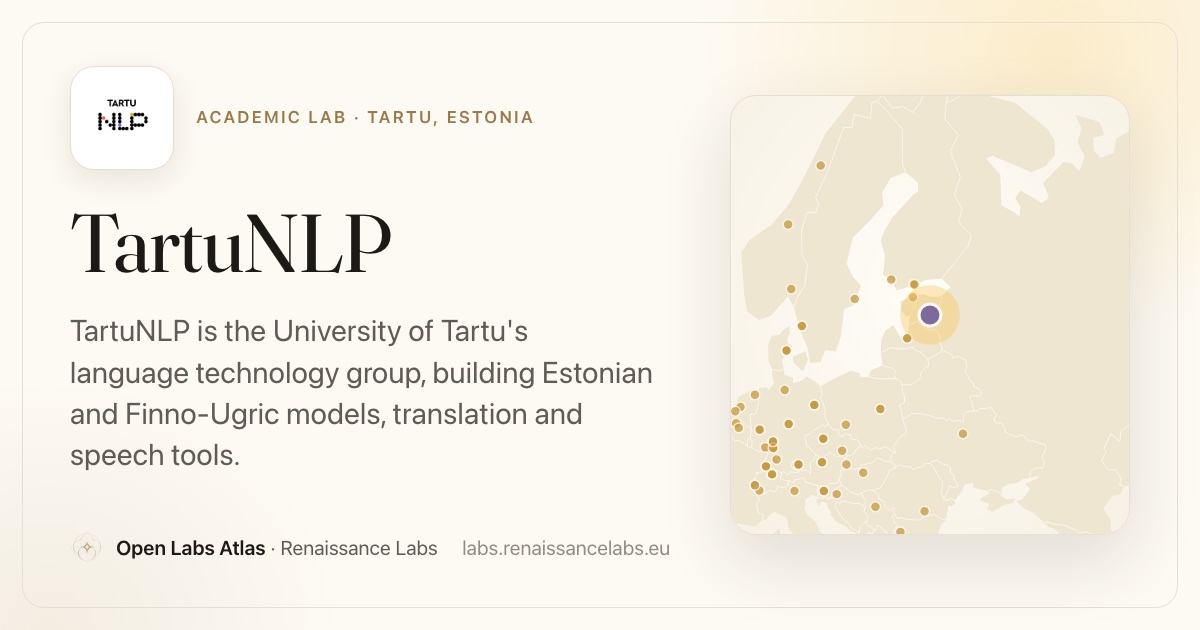 TARTU
NLP
ACADEMIC LAB · TARTU, ESTONIA
TartuNLP
TartuNLP is the University of Tartu's
language technology group, building Estonian
and Finno-Ugric models, translation and
speech tools.
Open Labs Atlas · Renaissance Labs labs.renaissancelabs.eu